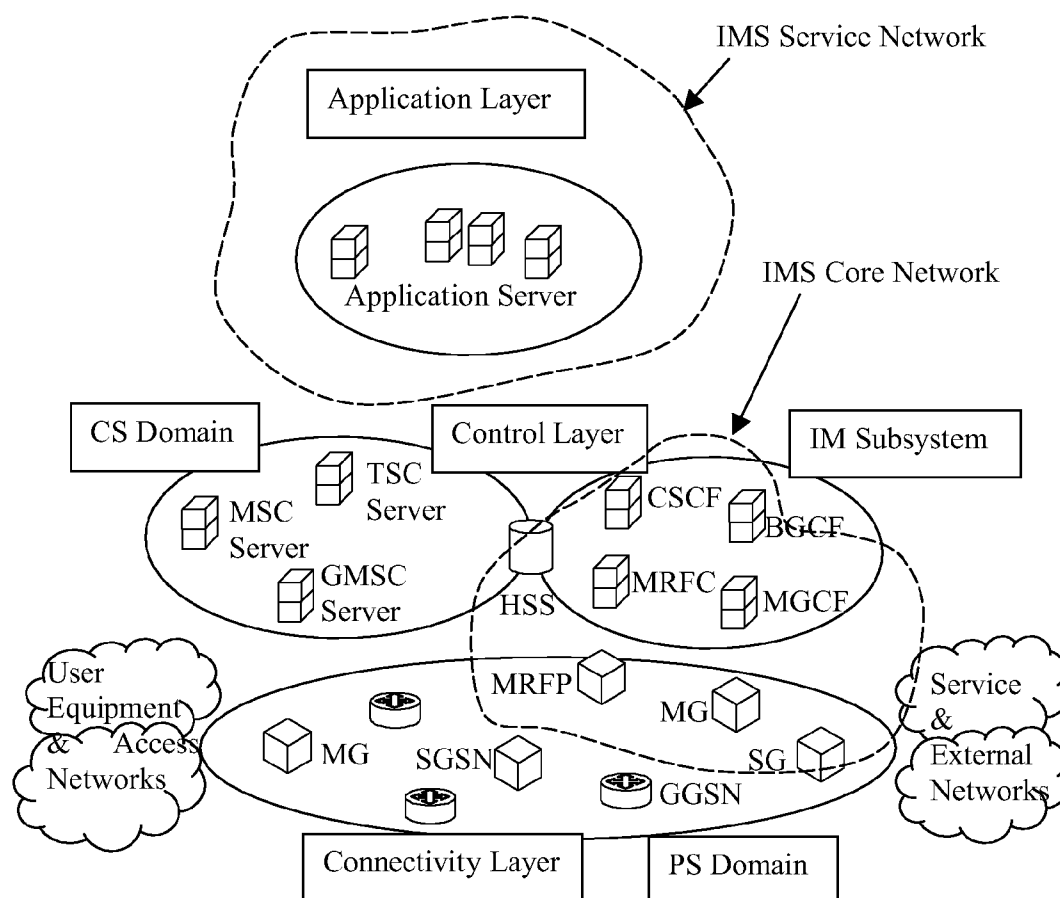 IMS Service Network
Application Layer
Application Server
IMS Core Network
CS Domain
Control Layer
IM Subsystem
TSC
Server
MSC
Server
GMSC
Server
HSS
CSCF
BGCF
MRFC
MGCF
User
Equipment
& Access
Networks
MRFP
MG
MG
SGSN
SG
GGSN
Service
&
External
Networks
Connectivity Layer
PS Domain